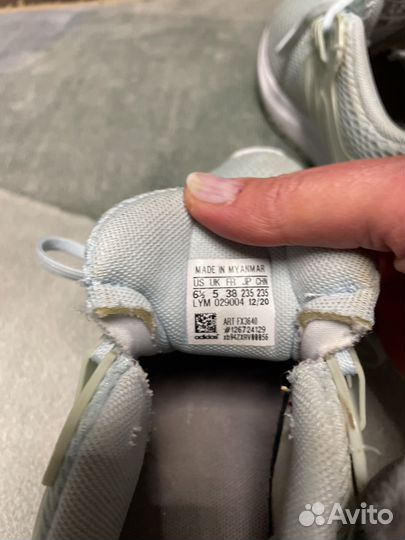 MADE IN MYANMAR
US UK FR JP CHN
6½ 5 38 235 235
LYM 029004 12/20
ART FX3640
#126724129
adidas xb94ZXRV00056
Avito